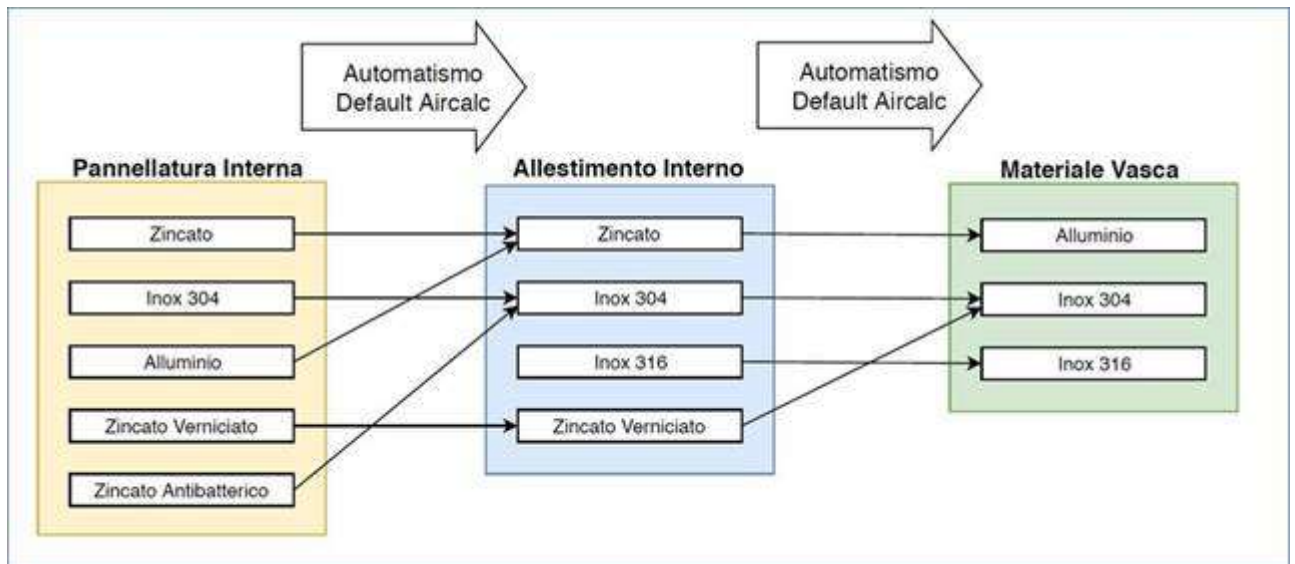 Automatismo
Default Aircalc
Automatismo
Default Aircalc
Pannellatura Interna
Zincato
Inox 304
Alluminio
Zincato Verniciato
Zincato Antibatterico
Allestimento Interno
Zincato
Inox 304
Inox 316
Zincato Verniciato
Materiale Vasca
Alluminio
Inox 304
Inox 316